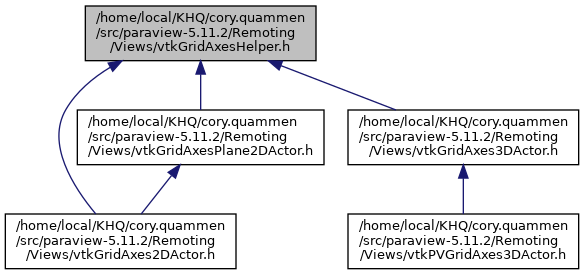 /home/local/KHQ/cory.quammen
/src/paraview-5.11.2/Remoting
/Views/vtkGridAxesHelper.h
/home/local/KHQ/cory.quammen
/src/paraview-5.11.2/Remoting
/Views/vtkGridAxesPlane2DActor.h
/home/local/KHQ/cory.quammen
/src/paraview-5.11.2/Remoting
/Views/vtkGridAxes3DActor.h
/home/local/KHQ/cory.quammen
/src/paraview-5.11.2/Remoting
/Views/vtkGridAxes2DActor.h
/home/local/KHQ/cory.quammen
/src/paraview-5.11.2/Remoting
/Views/vtkPVGridAxes3DActor.h